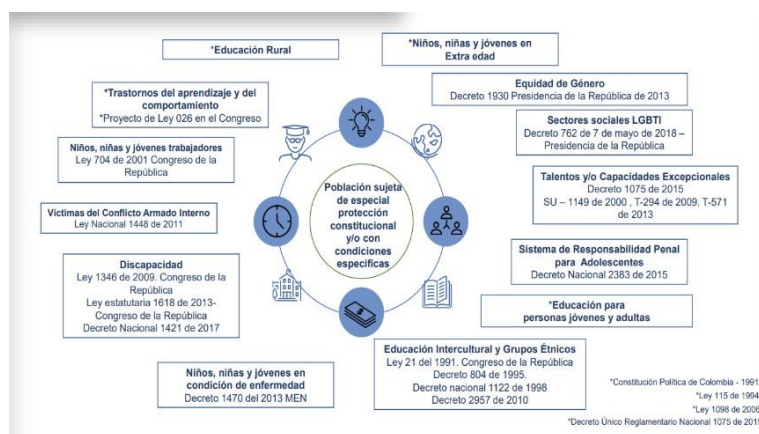 *Educación Rural
*Niños, niñas y jóvenes en
Extra edad
*Trastornos del aprendizaje y del
comportamiento
*Proyecto de Ley 026 en el Congreso
Equidad de Género
Decreto 1930 Presidencia de la República de 2013
Sectores sociales LGBTI
Decreto 762 de 7 de mayo de 2018 –
Presidencia de la República
Niños, niñas y jóvenes trabajadores
Ley 704 de 2001 Congreso de la
República
Talentos y/o Capacidades Excepcionales
Decreto 1075 de 2015
SU – 1149 de 2000 , T-294 de 2009, T-571
de 2013
Población sujeta de
especial
protección
constitucional
y/o con
condiciones
especificas
Víctimas del Conflicto Armado Interno
Ley Nacional 1448 de 2011
Sistema de Responsabilidad Penal
para Adolescentes
Decreto Nacional 2383 de 2015
Discapacidad
Ley 1346 de 2009. Congreso de la
República
Ley estatutaria 1618 de 2013-
Congreso de la República
Decreto Nacional 1421 de 2017
*Educación para
personas jóvenes y adultas
Niños, niñas y jóvenes en
condición de enfermedad
Decreto 1470 del 2013 MEN
Educación Intercultural y Grupos Étnicos
Ley 21 del 1991. Congreso de la República
Decreto 804 de 1995.
Decreto nacional 1122 de 1998
Decreto 2957 de 2010
*Constitución Política de Colombia - 1991
*Ley 115 de 1994
*Ley 1098 de 2006
*Decreto Único Reglamentario Nacional 1075 de 2015